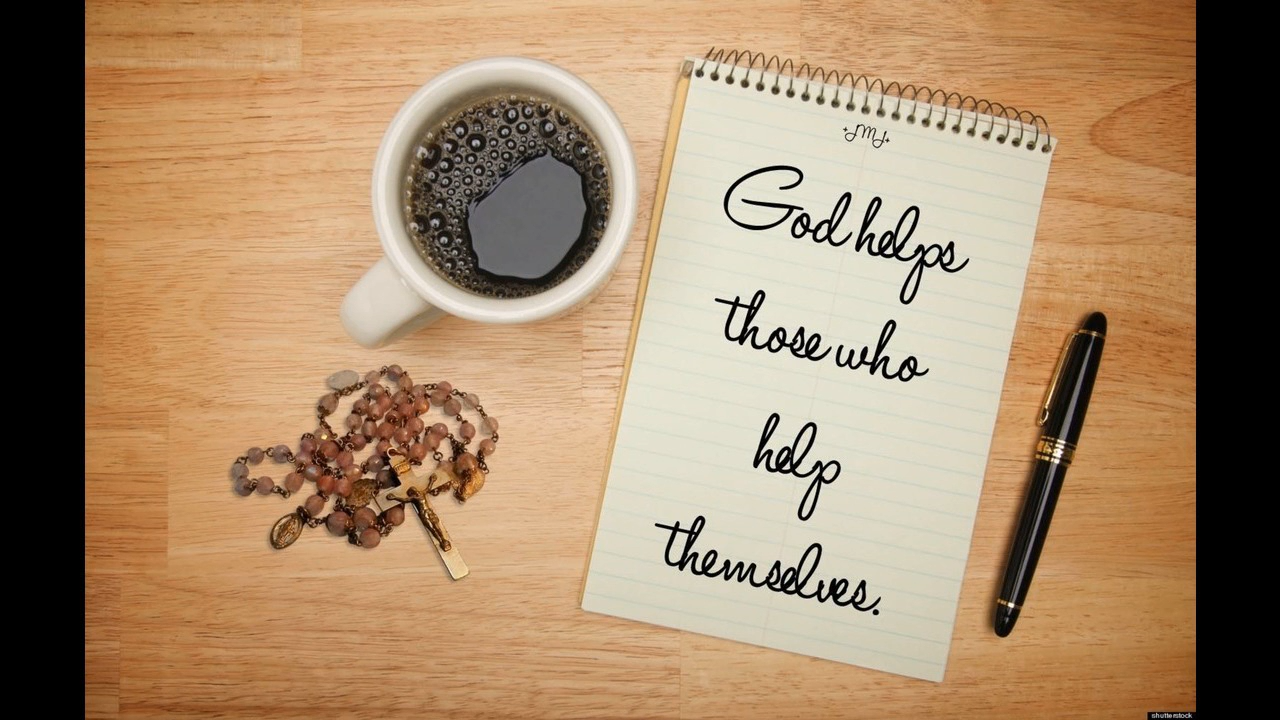 JMJ
God helps
those who
help
themselves.
shutterstock